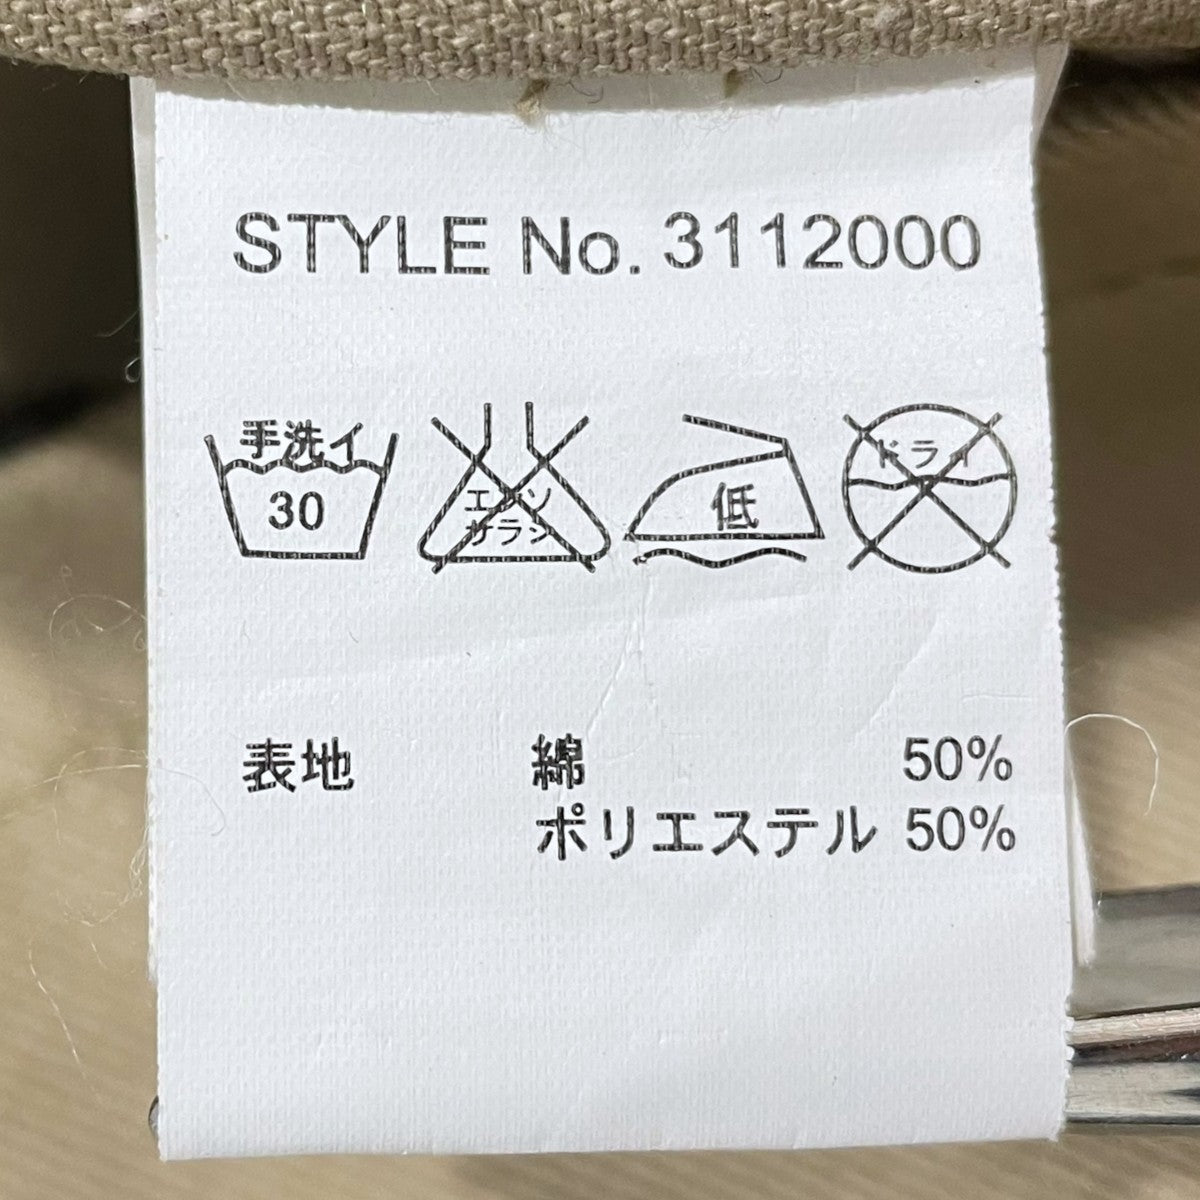 STYLE No. 3112000
手洗イ
30
エンソ
サラシ
低
ドライ
表地 綿 50%
ポリエステル 50%